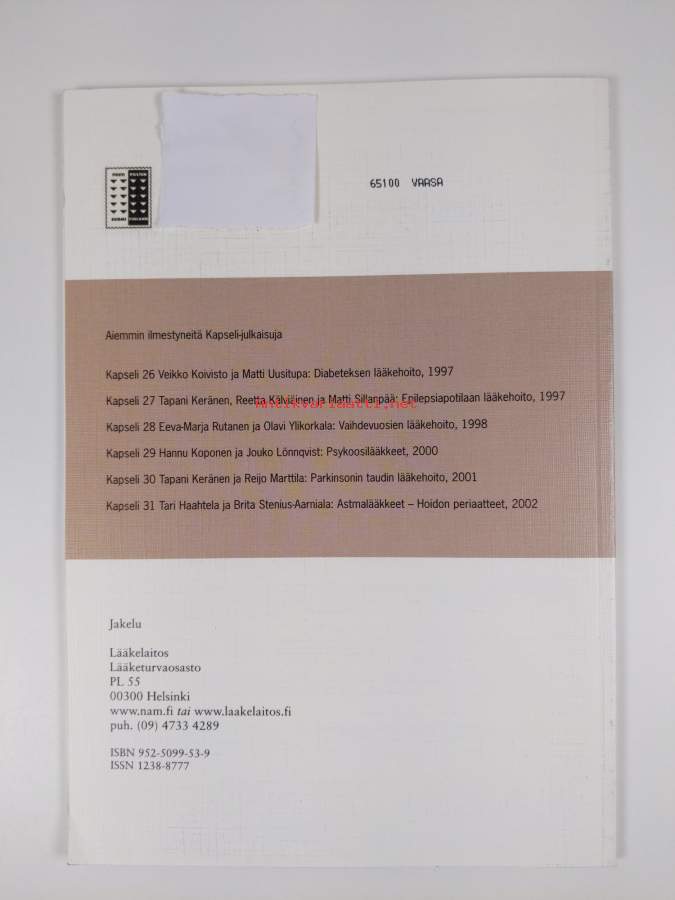 65100 VAASA
Aiemmin ilmestyneitä Kapseli-julkaisuja
Kapseli 26 Veikko Koivisto ja Matti Uusitupa: Diabeteksen lääkehoito, 1997
Kapseli 27 Tapani Keränen, Reetta Kälviäinen ja Matti Sillanpää: Epilepsiapotilaan lääkehoito, 1997
Antikvariaatti.net
Kapseli 28 Eeva-Marja Rutanen ja Olavi Ylikorkala: Vaihdevuosien lääkehoito, 1998
Kapseli 29 Hannu Koponen ja Jouko Lönnqvist: Psykoosilääkkeet, 2000
Kapseli 30 Tapani Keränen ja Reijo Marttila: Parkinsonin taudin lääkehoito, 2001
Kapseli 31 Tari Haahtela ja Brita Stenius-Aarniala: Astmalääkkeet – Hoidon periaatteet, 2002
Jakelu
Lääkelaitos
Lääketurvaosasto
PL 55
00300 Helsinki
www.nam.fi tai www.laakelaitos.fi
puh. (09) 4733 4289
ISBN 952-5099-53-9
ISSN 1238-8777